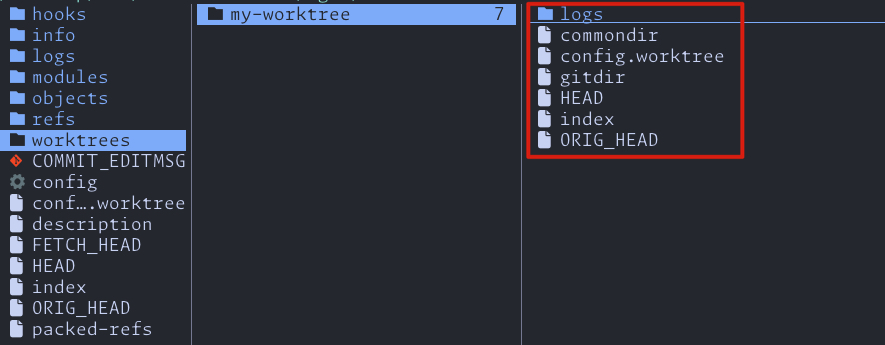 hooks
info
logs
modules
objects
refs
worktrees
COMMIT_EDITMSG
config
conf….worktree
description
FETCH_HEAD
HEAD
index
ORIG_HEAD
packed-refs
my-worktree 7
logs
commondir
config.worktree
gitdir
HEAD
index
ORIG_HEAD